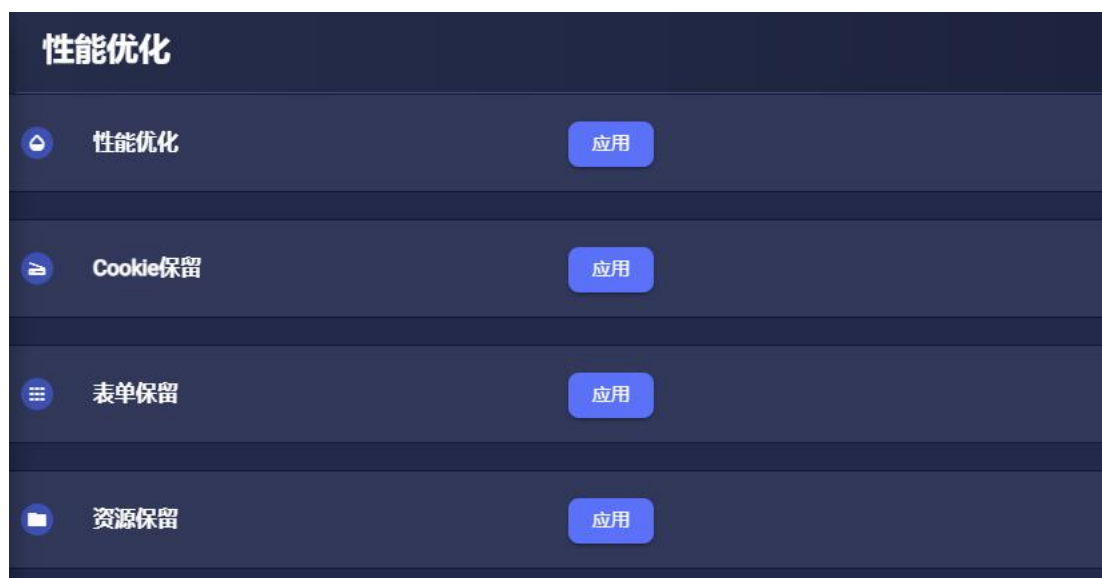 性能优化
性能优化
应用
Cookie保留
应用
表单保留
应用
资源保留
应用